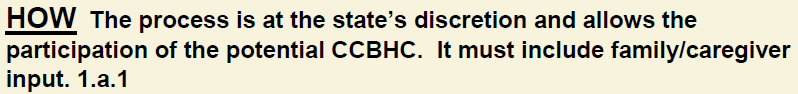 HOW The process is at the state’s discretion and allows the
participation of the potential CCBHC. It must include family/caregiver
input. 1.a.1